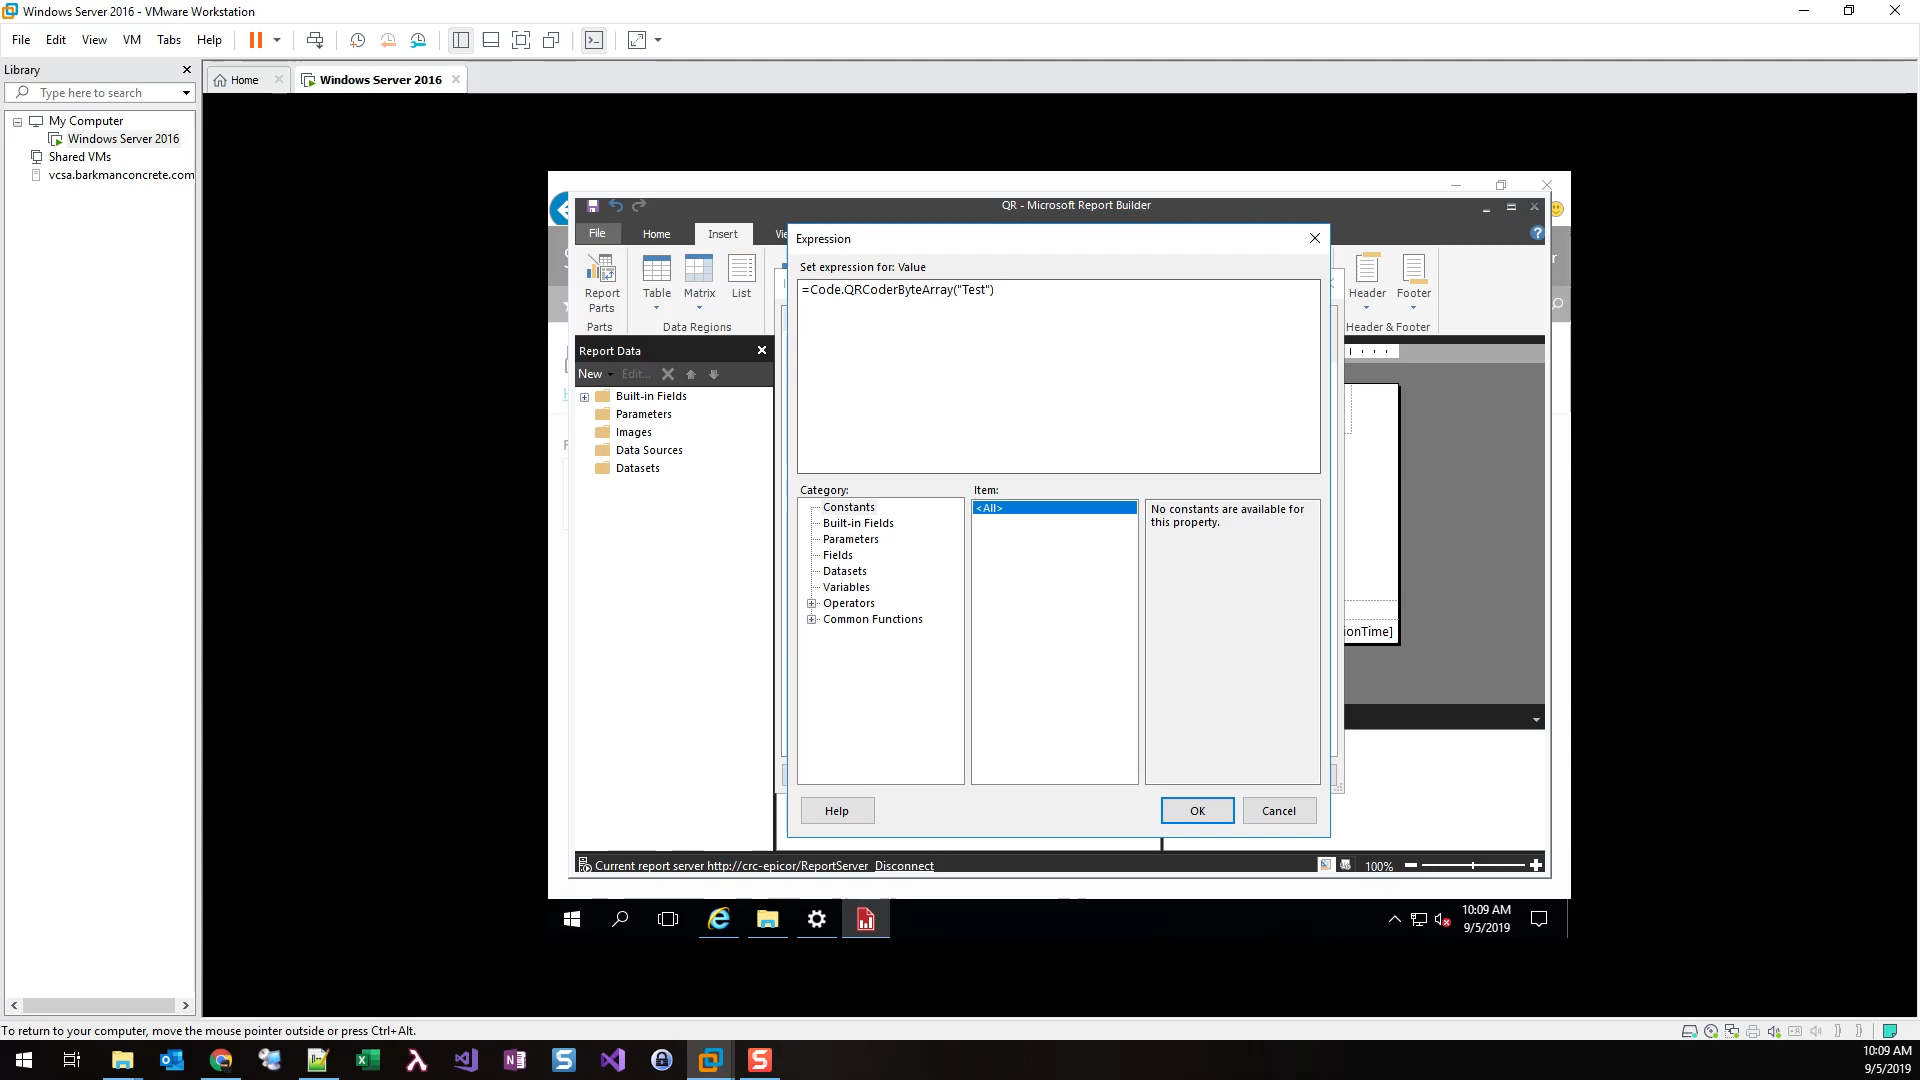 Windows Server 2016 - VMware Workstation
File Edit View VM Tabs Help
Library
Type here to search
My Computer
Windows Server 2016
Shared VMs
vcsa.barkmanconcrete.com
Home
Windows Server 2016
QR - Microsoft Report Builder
File Home Insert
Report Parts
Table
Matrix
List
Parts
Data Regions
Header
Footer
Header & Footer
Report Data
New Edit...
Built-in Fields
Parameters
Images
Data Sources
Datasets
Expression
Set expression for: Value
=Code.QRCoderByteArray("Test")
Category:
Constants
Built-in Fields
Parameters
Fields
Datasets
Variables
Operators
Common Functions
Item:
<All>
No constants are available for
this property.
Help OK Cancel
ionTime]
Current report server http://crc-epicor/ReportServer Disconnect
100%
10:09 AM
9/5/2019
To return to your computer, move the mouse pointer outside or press Ctrl+Alt.
10:09 AM
9/5/2019